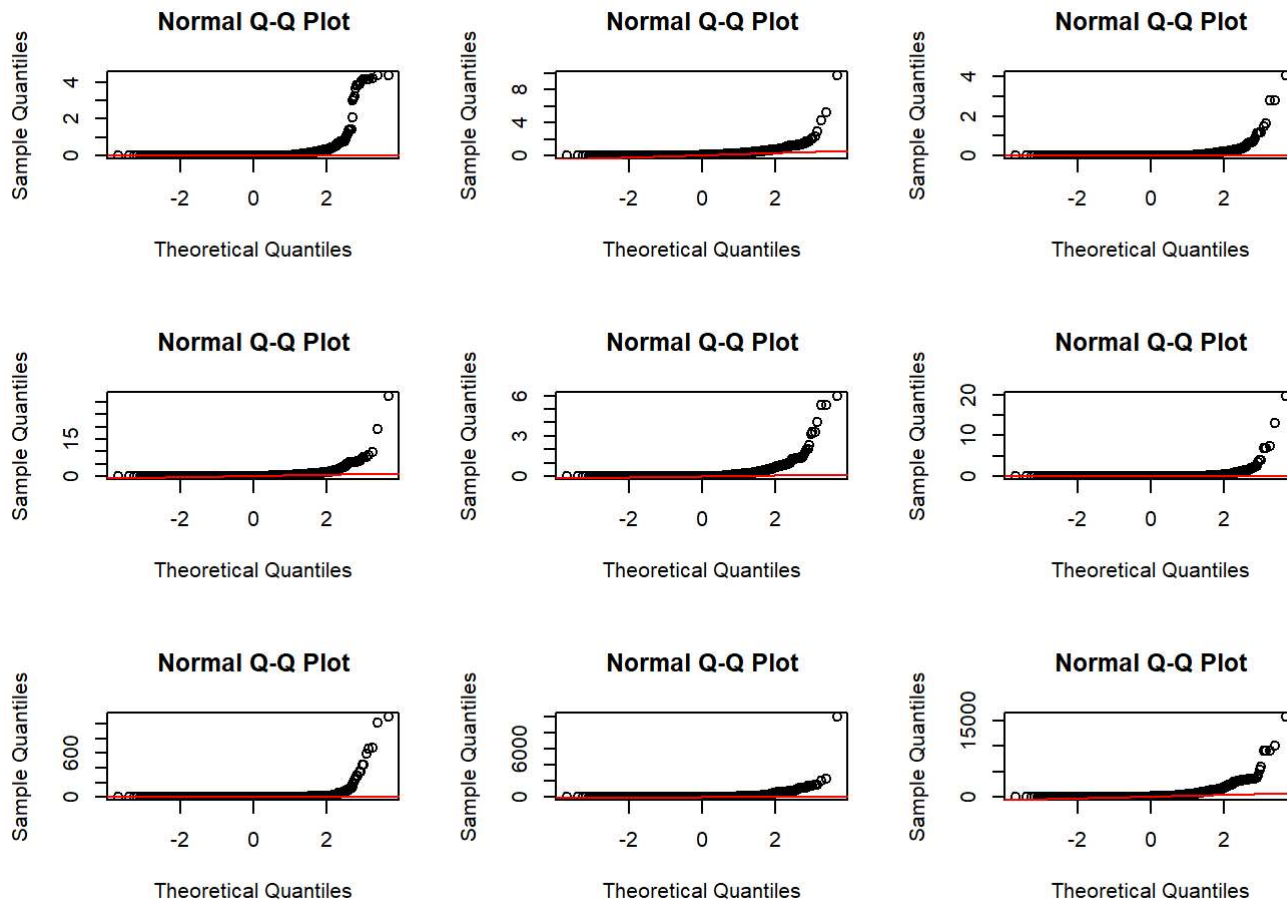 Normal Q-Q Plot Normal Q-Q Plot Normal Q-Q Plot
Sample Quantiles Sample Quantiles Sample Quantiles
4 8 4
2 4 2
0 0 0
-2 0 2 -2 0 2 -2 0 2
Theoretical Quantiles Theoretical Quantiles Theoretical Quantiles
Normal Q-Q Plot Normal Q-Q Plot Normal Q-Q Plot
Sample Quantiles Sample Quantiles Sample Quantiles
15 6 20
0 3 10
0 0
-2 0 2 -2 0 2 -2 0 2
Theoretical Quantiles Theoretical Quantiles Theoretical Quantiles
Normal Q-Q Plot Normal Q-Q Plot Normal Q-Q Plot
Sample Quantiles Sample Quantiles Sample Quantiles
600 6000 15000
0 0 0
-2 0 2 -2 0 2 -2 0 2
Theoretical Quantiles Theoretical Quantiles Theoretical Quantiles